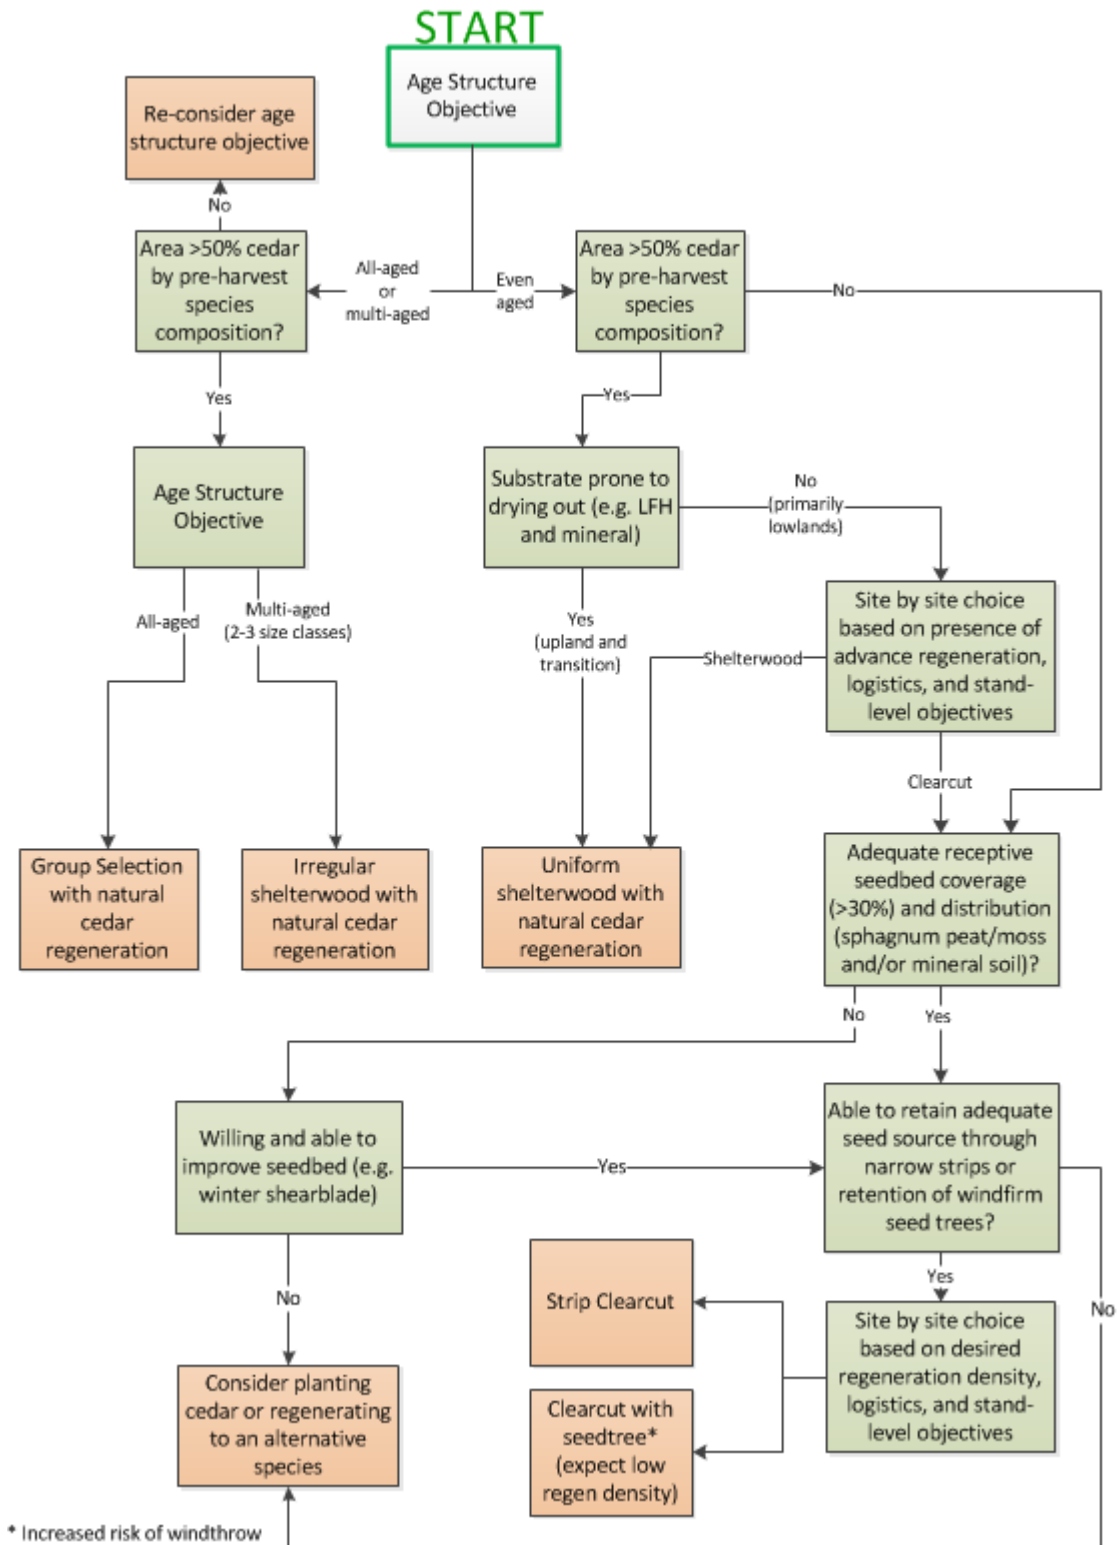 START
Age Structure
Objective
Re-consider age
structure objective
No
Area >50% cedar
by pre-harvest
species
composition?
All-aged
or
multi-aged
Even
aged
Area >50% cedar
by pre-harvest
species
composition?
No
Yes
Yes
Age Structure
Objective
Substrate prone to
drying out (e.g. LFH
and mineral)
No
(primarily
lowlands)
All-aged
Multi-aged
(2-3 size classes)
Yes
(upland and
transition)
Shelterwood
Site by site choice
based on presence of
advance regeneration,
logistics, and stand-
level objectives
Clearcut
Group Selection
with natural
cedar
regeneration
Irregular
shelterwood with
natural cedar
regeneration
Uniform
shelterwood with
natural cedar
regeneration
Adequate receptive
seedbed coverage
(>30%) and distribution
(sphagnum peat/moss
and/or mineral soil)?
No
Yes
Willing and able to
improve seedbed (e.g.
winter shearblade)
Yes
Able to retain adequate
seed source through
narrow strips or
retention of windfirm
seed trees?
No
Yes
No
Strip Clearcut
Site by site choice
based on desired
regeneration density,
logistics, and stand-
level objectives
Consider planting
cedar or regenerating
to an alternative
species
Clearcut with
seedtree*
(expect low
regen density)
* Increased risk of windthrow